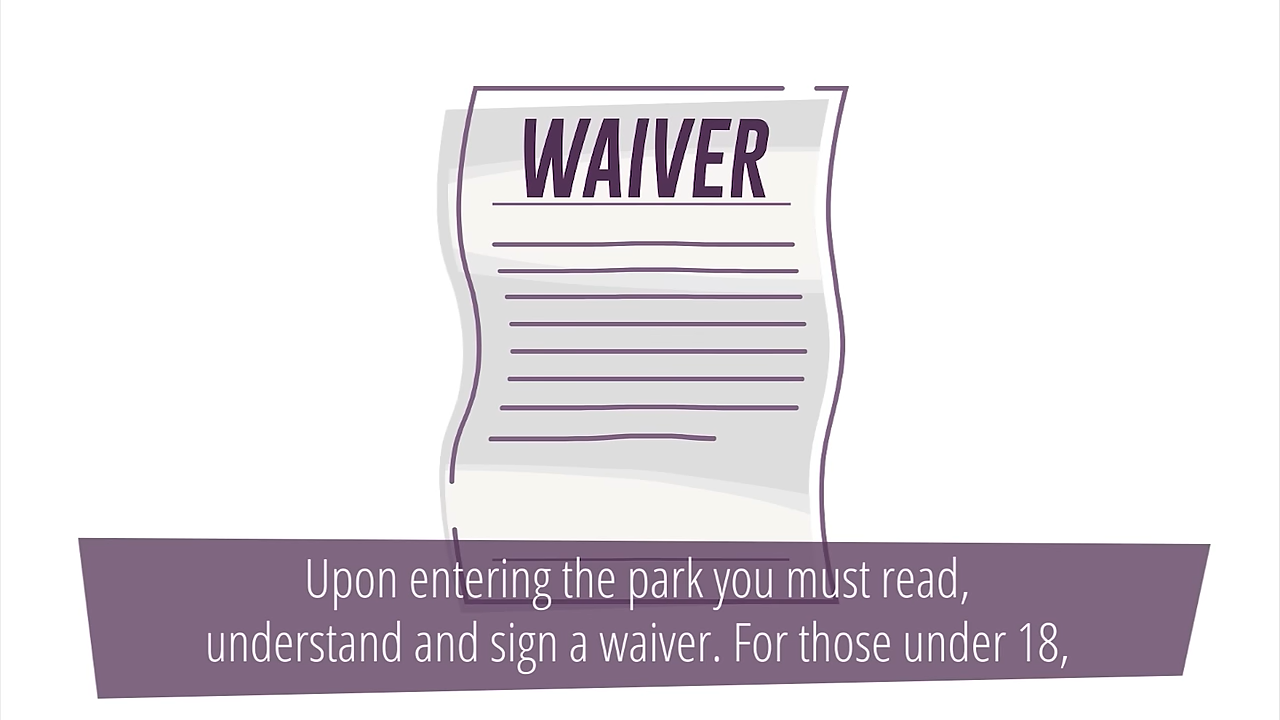 WAIVER
Upon entering the park you must read,
understand and sign a waiver. For those under 18,